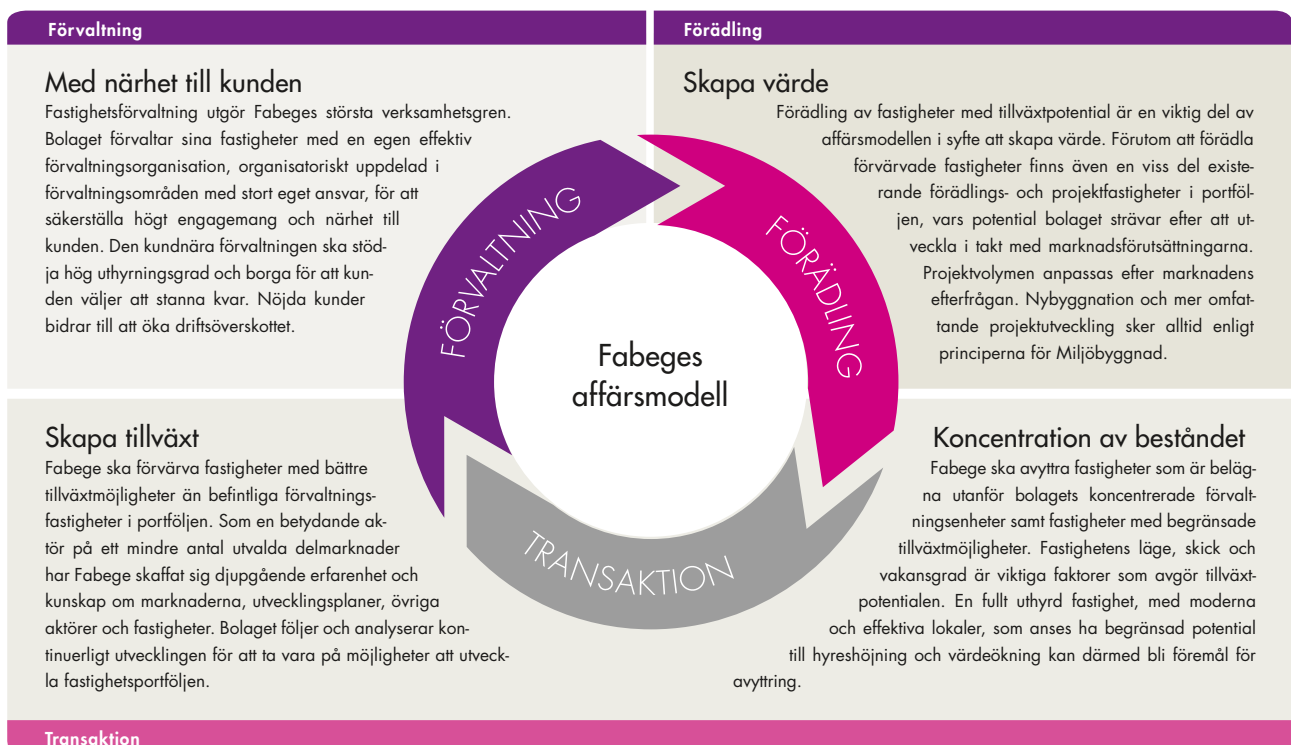 Förvaltning
Med närhet till kunden
Fastighetsförvaltning utgör Fabeges största verksamhetsgren.
Bolaget förvaltar sina fastigheter med en egen effektiv
förvaltningsorganisation, organisatoriskt uppdelad i
förvaltningsområden med stort eget ansvar, för att
säkerställa högt engagemang och närhet till
kunden. Den kundnära förvaltningen ska stöd-
ja hög uthyrningsgrad och borga för att kun-
den väljer att stanna kvar. Nöjda kunder
bidrar till att öka driftsöverskottet.
Förädling
Skapa värde
Förädling av fastigheter med tillväxtpotential är en viktig del av
affärsmodellen i syfte att skapa värde. Förutom att förädla
förvärvade fastigheter finns även en viss del existe-
rande förädlings- och projektfastigheter i portföl-
jen, vars potential bolaget strävar efter att ut-
veckla i takt med marknadsförutsättningarna.
Projektvolymen anpassas efter marknadens
efterfrågan. Nybyggnation och mer omfat-
tande projektutveckling sker alltid enligt
principerna för Miljöbyggnad.
FÖRVALTNING
FÖRÄDLING
Fabeges
affärsmodell
TRANSAKTION
Skapa tillväxt
Fabege ska förvärva fastigheter med bättre
tillväxtmöjligheter än befintliga förvaltnings-
fastigheter i portföljen. Som en betydande ak-
tör på ett mindre antal utvalda delmarknader
har Fabege skaffat sig djupgående erfarenhet och
kunskap om marknaderna, utvecklingsplaner, övriga
aktörer och fastigheter. Bolaget följer och analyserar kon-
tinuerligt utvecklingen för att ta vara på möjligheter att utveck-
la fastighetsportföljen.
Koncentration av beståndet
Fabege ska avyttra fastigheter som är beläg-
na utanför bolagets koncentrerade förvalt-
ningsenheter samt fastigheter med begränsade
tillväxtmöjligheter. Fastighetens läge, skick och
vakansgrad är viktiga faktorer som avgör tillväxt-
potentialen. En fullt uthyrd fastighet, med moderna
och effektiva lokaler, som anses ha begränsad potential
till hyreshöjning och värdeökning kan därmed bli föremål för
avyttring.
Transaktion